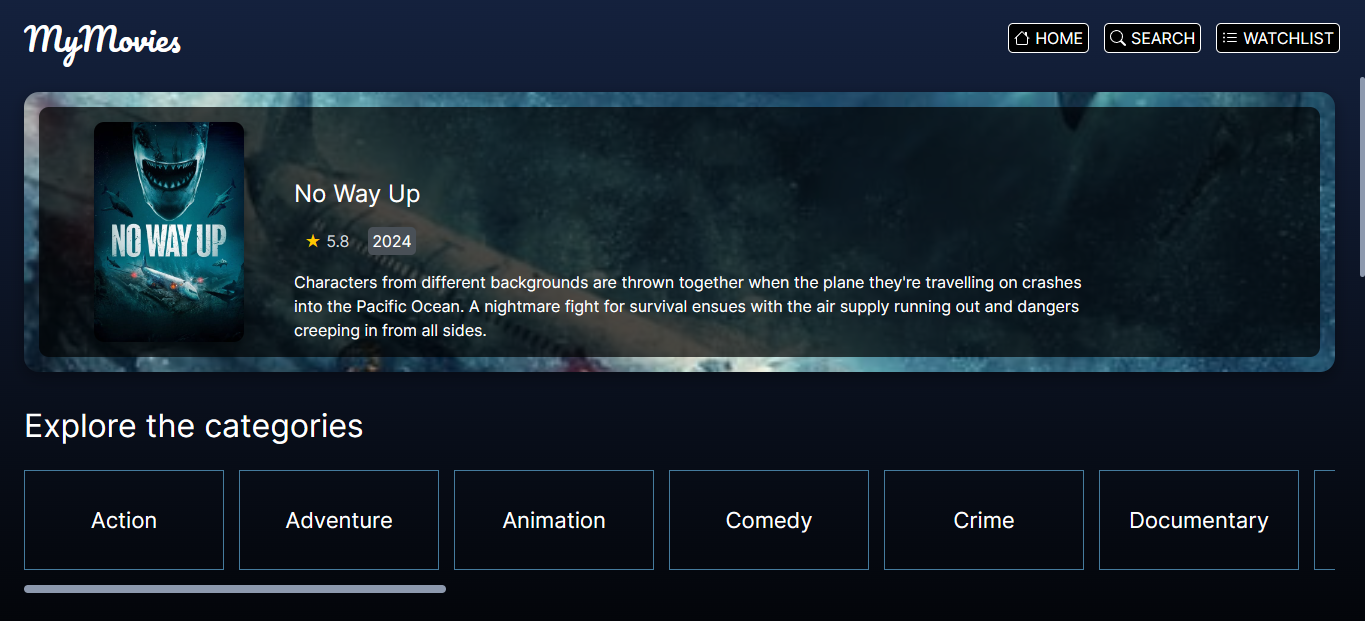 MyMovies
HOME
SEARCH
WATCHLIST
NO WAY UP
No Way Up
★ 5.8
2024
Characters from different backgrounds are thrown together when the plane they're travelling on crashes
into the Pacific Ocean. A nightmare fight for survival ensues with the air supply running out and dangers
creeping in from all sides.
Explore the categories
Action
Adventure
Animation
Comedy
Crime
Documentary